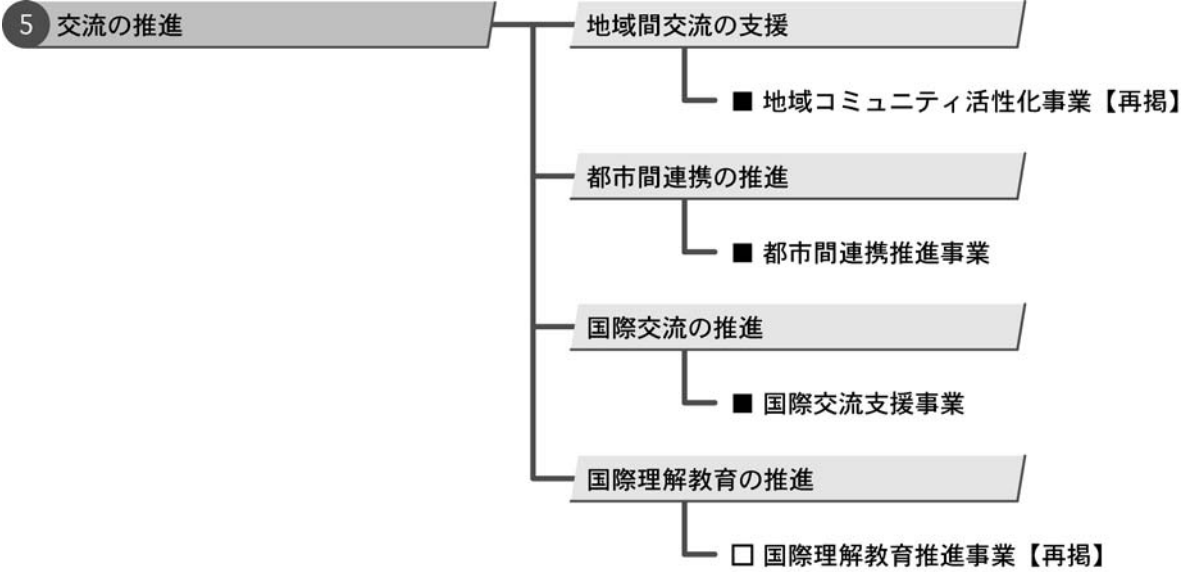 5 交流の推進
地域間交流の支援
■ 地域コミュニティ活性化事業【再掲】
都市間連携の推進
■ 都市間連携推進事業
国際交流の推進
■ 国際交流支援事業
国際理解教育の推進
□ 国際理解教育推進事業【再掲】